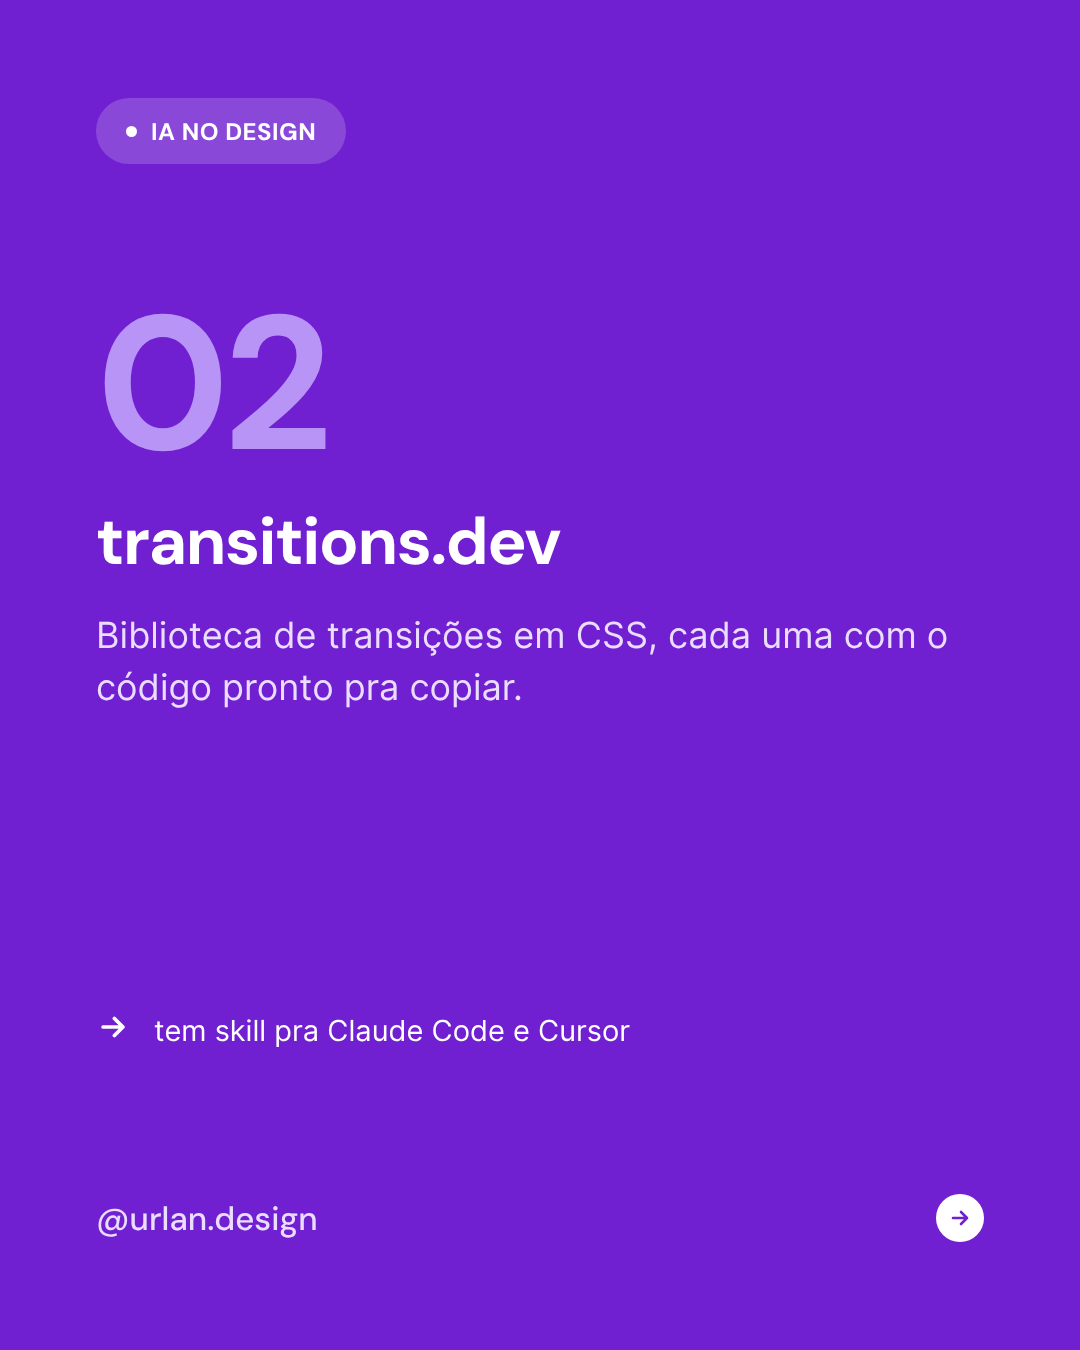 IA NO DESIGN
02
transitions.dev
Biblioteca de transições em CSS, cada uma com o
código pronto pra copiar.
tem skill pra Claude Code e Cursor
@urlan.design